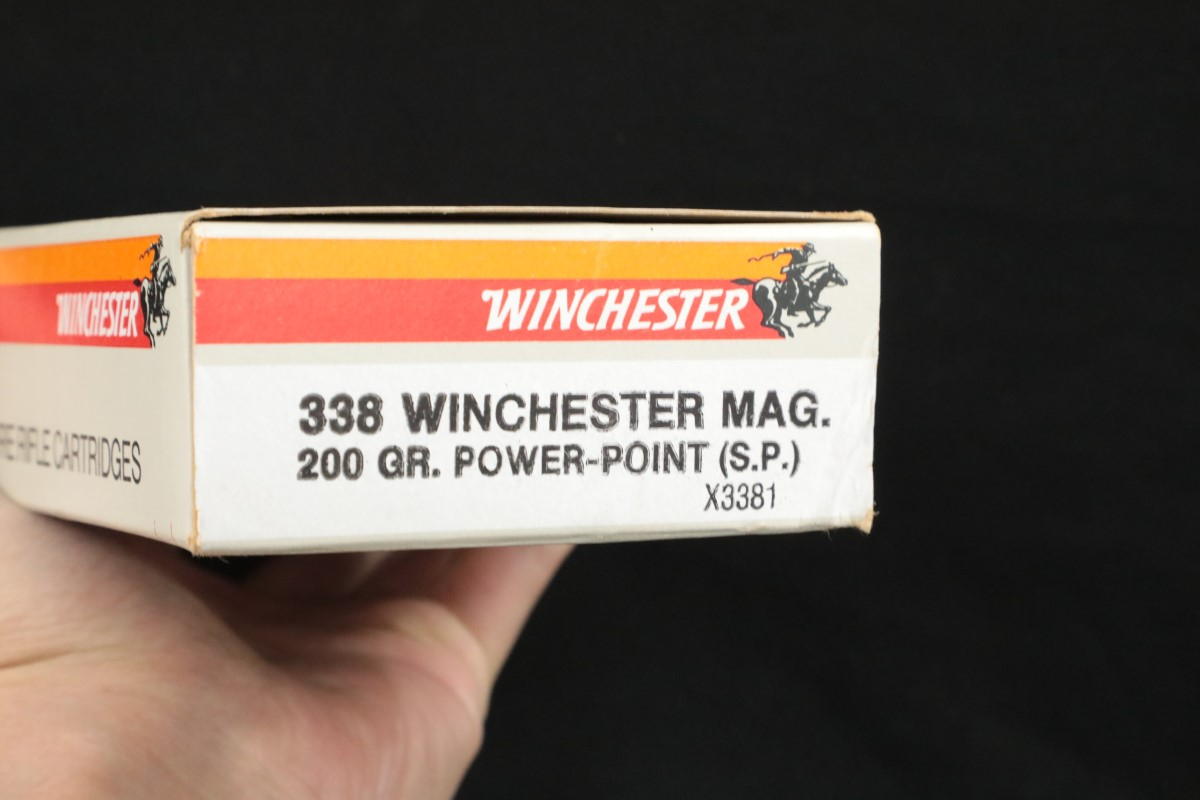 WINCHESTER
RIFLE CARTRIDGES
WINCHESTER
338 WINCHESTER MAG.
200 GR. POWER-POINT (S.P.)
X3381